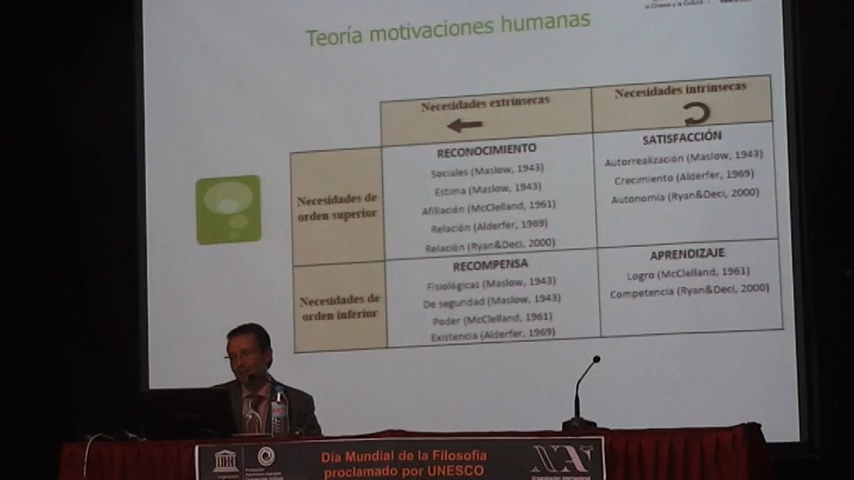 Teoría motivaciones humanas
Necesidades extrínsecas
Necesidades intrínsecas
Necesidades de
orden superior
RECONOCIMIENTO
Sociales (Maslow, 1943)
Estima (Maslow, 1943)
Afiliación (McClelland, 1961)
Relación (Alderfer, 1969)
Relación (Ryan&Deci, 2000)
SATISFACCIÓN
Autorrealización (Maslow, 1943)
Crecimiento (Alderfer, 1969)
Autonomía (Ryan&Deci, 2000)
Necesidades de
orden inferior
RECOMPENSA
Fisiológicas (Maslow, 1943)
De seguridad (Maslow, 1943)
Poder (McClelland, 1961)
Existencia (Alderfer, 1969)
APRENDIZAJE
Logro (McClelland, 1961)
Competencia (Ryan&Deci, 2000)
Día Mundial de la Filosofía
proclamado por UNESCO